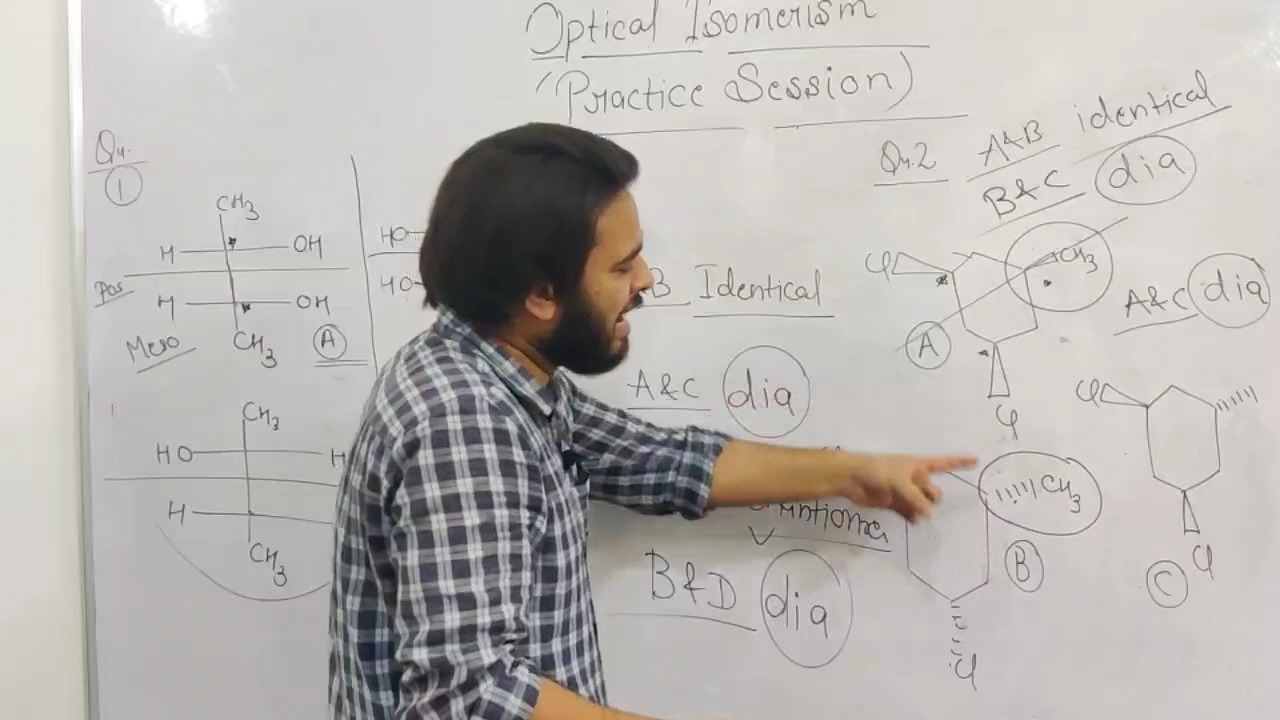 Optical Isomerism
(Practice Session)
Qu.
1
CH3
H OH
Pos
H OH
CH3
Meso
A
CH3
HO H
H
CH3
HO
HO
B Identical
A&C dia
B&D dia
Qu.2
A&B identical
B&C dia
A&C dia
Cl
CH3
A
Cl
CH3
B
Cl
Cl
C
Cl